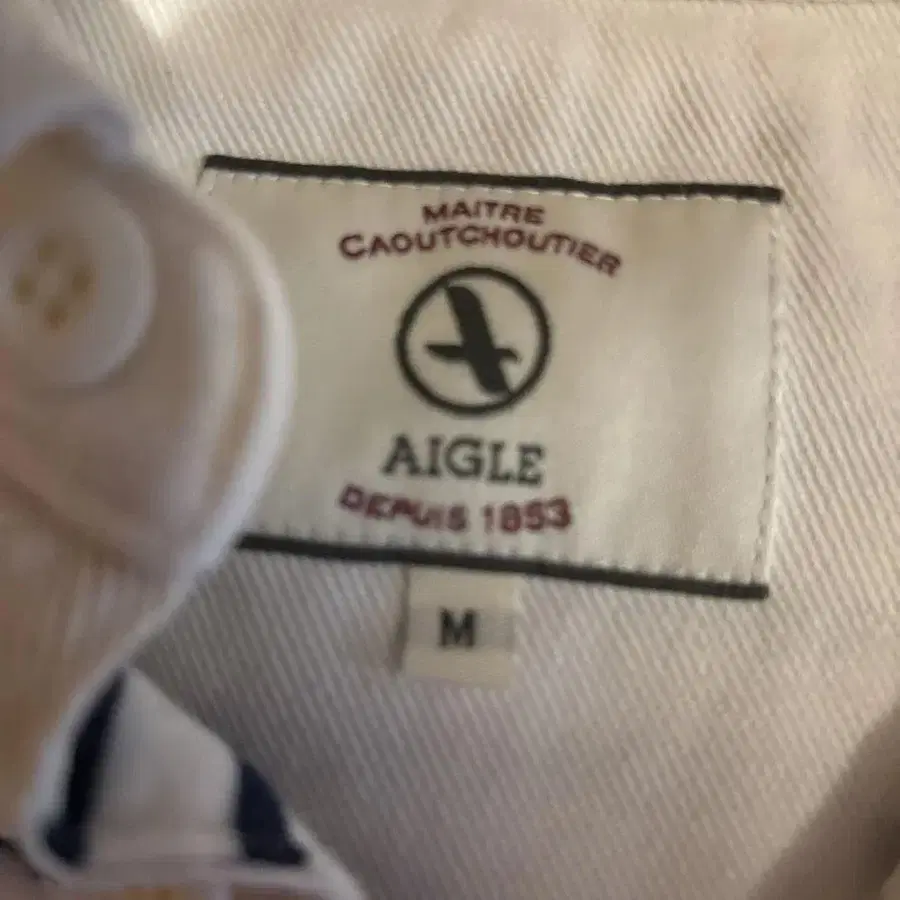 MAITRE
CAOUTCHOUTIER
AIGLE
DEPUIS 1853
M